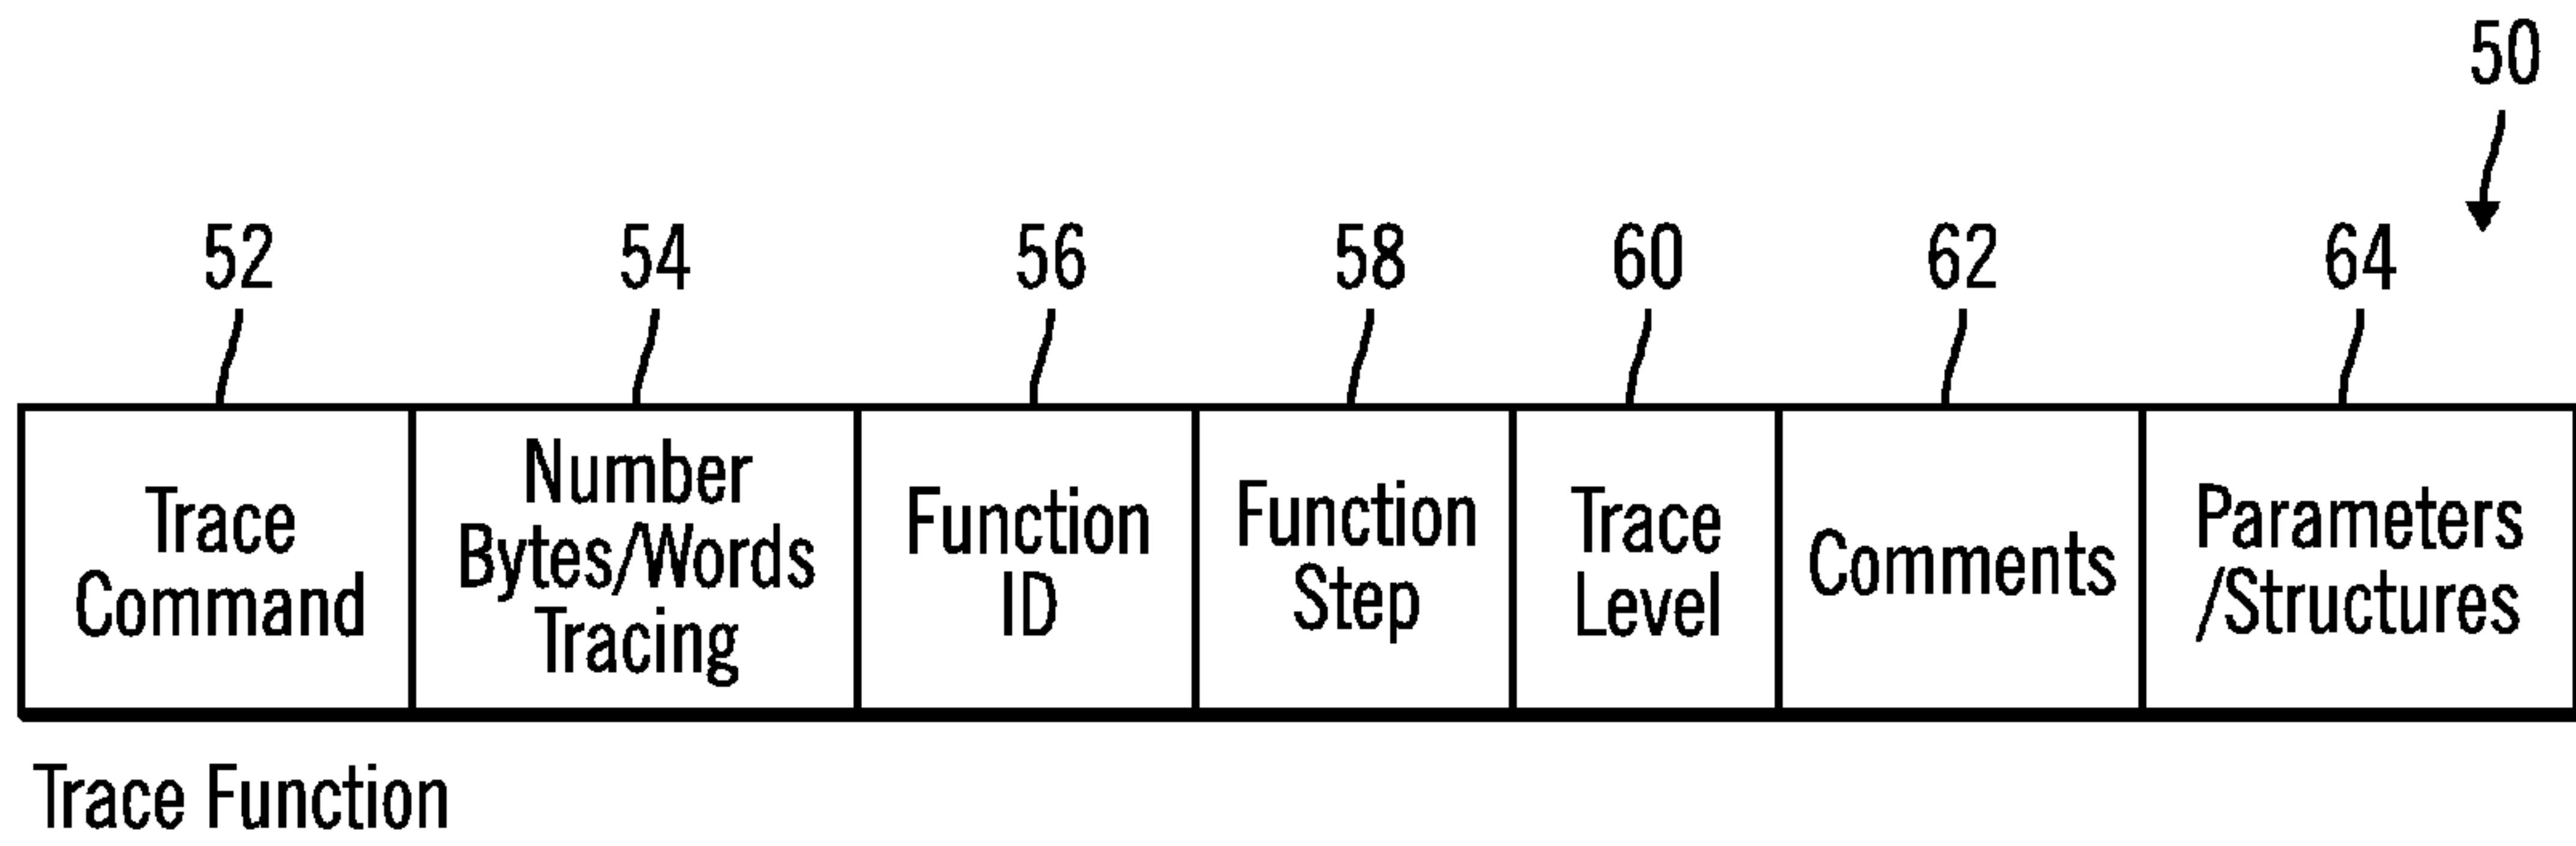 50
52 54 56 58 60 62 64
Trace
Command
Number
Bytes/Words
Tracing
Function
ID
Function
Step
Trace
Level
Comments
Parameters
/Structures
Trace Function